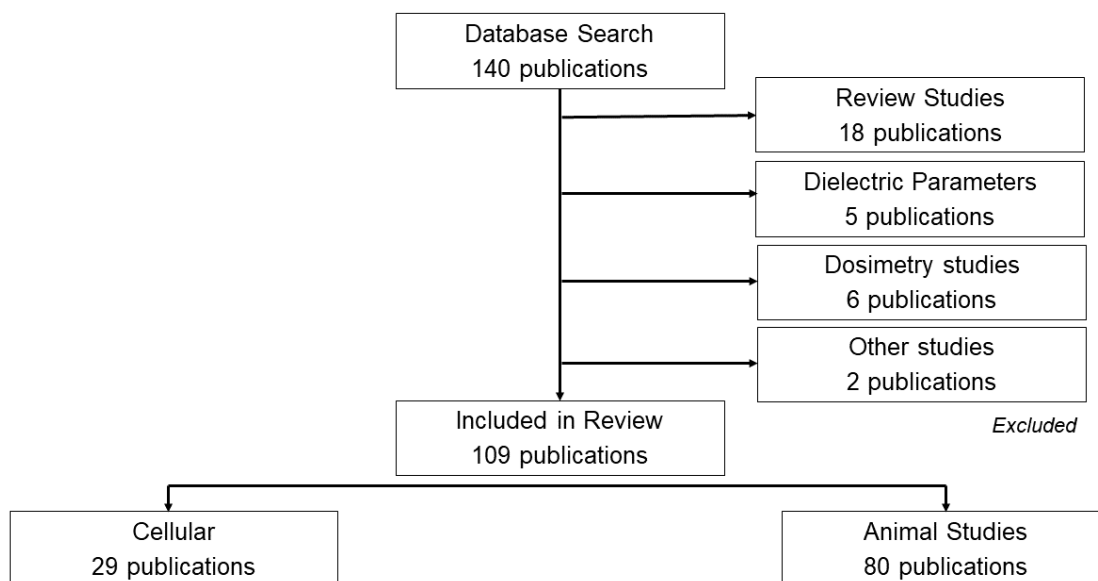 Database Search
140 publications
Review Studies
18 publications
Dielectric Parameters
5 publications
Dosimetry studies
6 publications
Other studies
2 publications
Included in Review
109 publications
Excluded
Cellular
29 publications
Animal Studies
80 publications